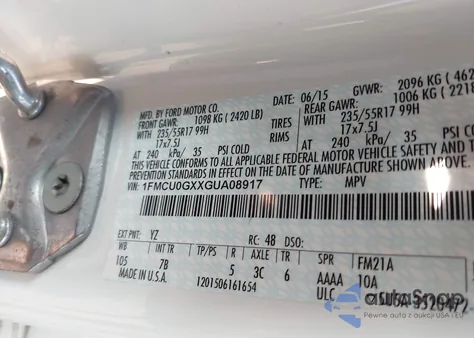 MFD. BY FORD MOTOR CO.
06/15 GVWR: 2096 KG ( 462
FRONT GAWR: 1098 KG ( 2420 LB)
REAR GAWR: 1006 KG ( 2218
WITH 235/55R17 99H TIRES WITH 235/55R17 99H
17x7.5J RIMS 17x7.5J
AT 240 kPa/ 35 PSI COLD AT 240 kPa/ 35 PSI COLD
THIS VEHICLE CONFORMS TO ALL APPLICABLE FEDERAL MOTOR VEHICLE SAFETY AND
PREVENTION STANDARDS IN EFFECT ON THE DATE OF MANUFACTURE SHOWN
VIN: 1FMCU0GXXGUA08917 TYPE: MPV
EXT PNT: YZ RC: 48 DSO:
WB INT TR TP/PS R AXLE TR SPR FM21A
105 7B 5 3C 6 AAAA 10A
MADE IN U.S.A. 1201506161654 ULC
autoSnap
Pewne auta z aukcji USA i EU